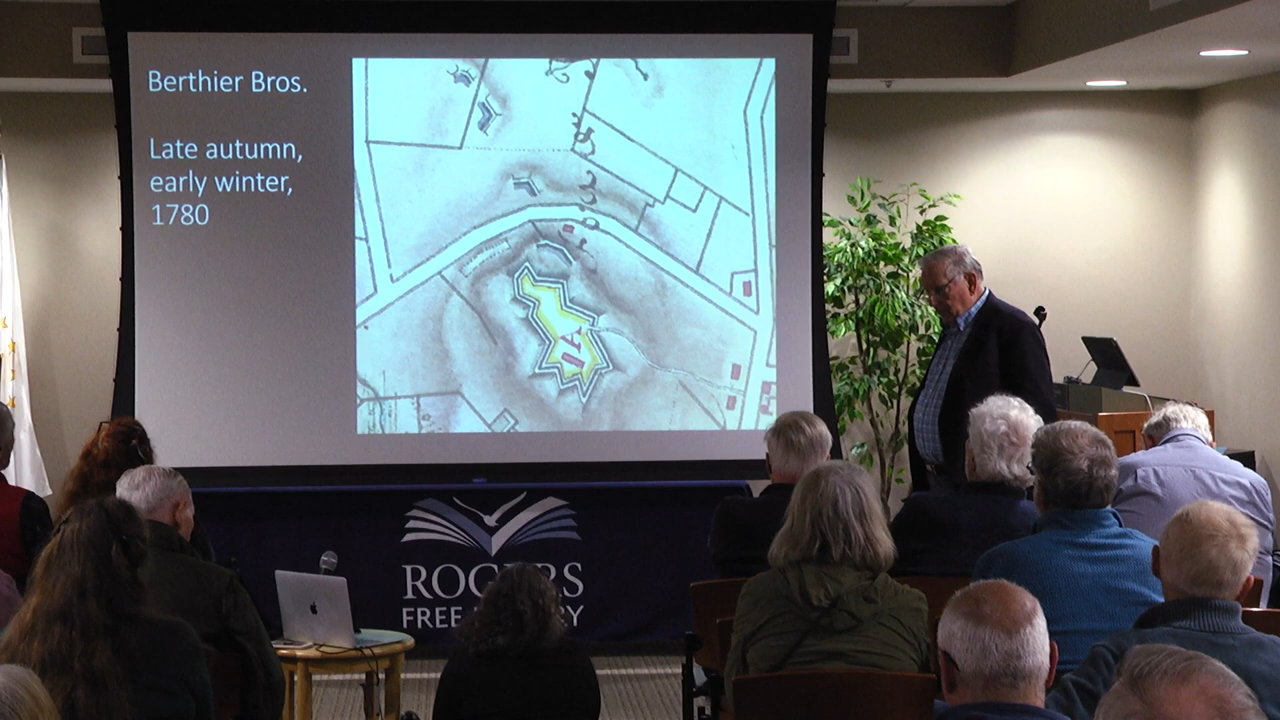 Berthier Bros.
Late autumn,
early winter,
1780
ROGERS
FREE